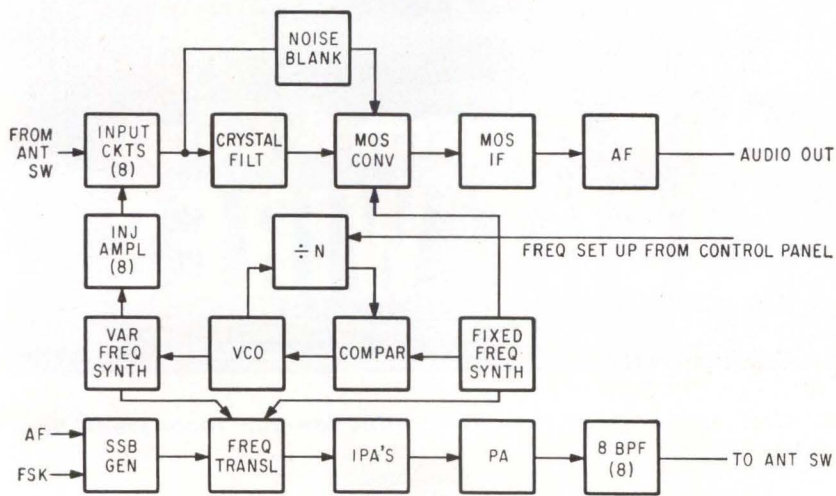 NOISE
BLANK
FROM
ANT
SW
INPUT
CKTS
(8)
CRYSTAL
FILT
MOS
CONV
MOS
IF
AF
AUDIO OUT
INJ
AMPL
(8)
÷ N
FREQ SET UP FROM CONTROL PANEL
VAR
FREQ
SYNTH
VCO
COMPAR
FIXED
FREQ
SYNTH
AF
FSK
SSB
GEN
FREQ
TRANSL
IPA'S
PA
8 BPF
(8)
TO ANT SW